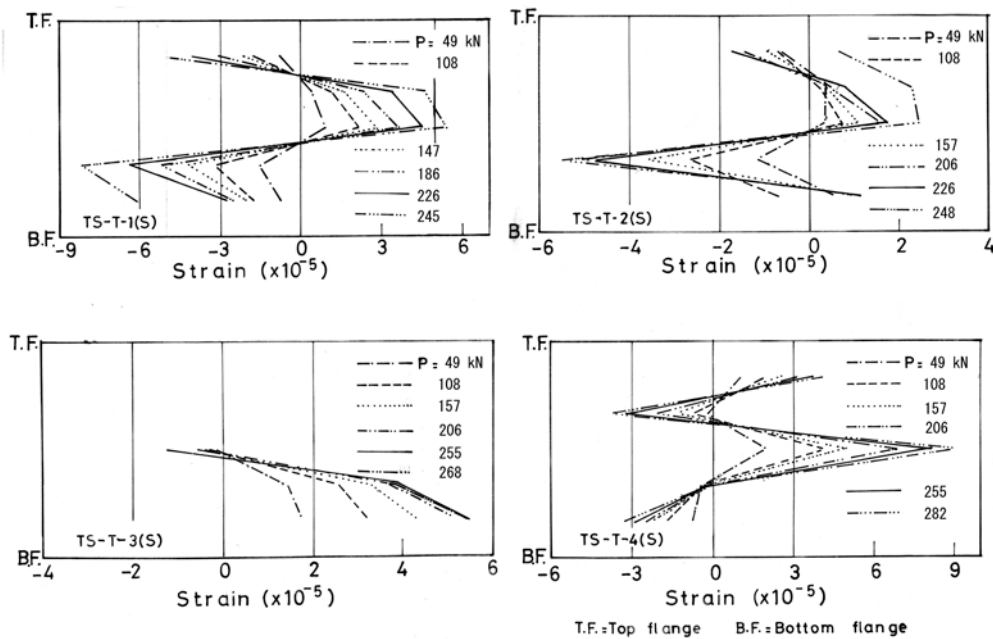 T.F.
P= 49 kN
108
147
186
226
245
TS-T-1(S)
B.F.
-9 -6 -3 0 3 6
Strain (x10-5)
P= 49 kN
108
157
206
226
248
TS-T-2(S)
-6 -4 -2 0 2 4
Strain (x10-5)
T.F.
P= 49 kN
108
157
206
255
268
TS-T-3(S)
B.F.
-4 -2 0 2 4 6
Strain (x10-5)
T.F.
P= 49 kN
108
157
206
255
282
TS-T-4(S)
B.F.
-6 -3 0 3 6 9
Strain (x10-5)
T.F.=Top flange B.F.=Bottom flange